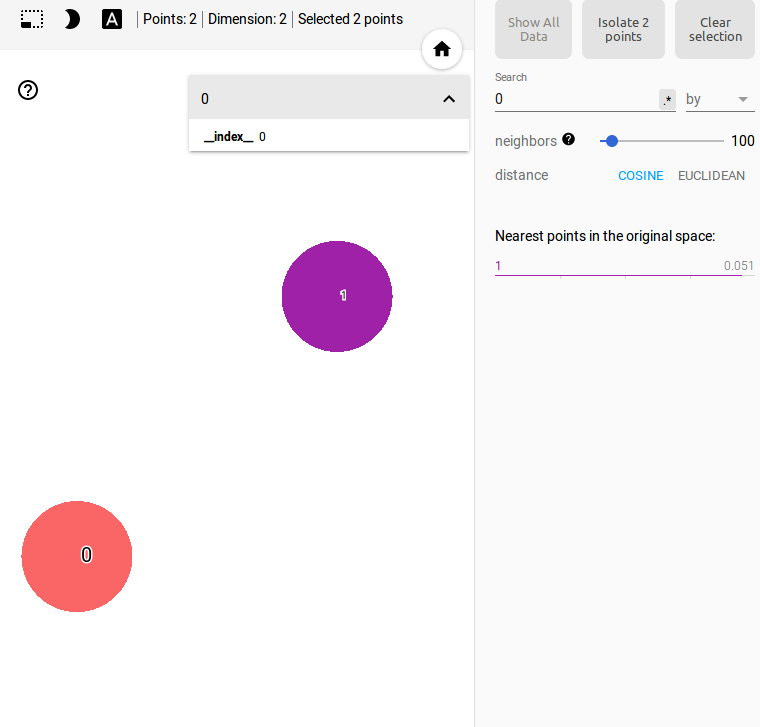 A
Points: 2 | Dimension: 2 | Selected 2 points
0
__index__ 0
1
0
Show All Data
Isolate 2 points
Clear selection
Search
0 .* by
neighbors ? 100
distance COSINE EUCLIDEAN
Nearest points in the original space:
1 0.051